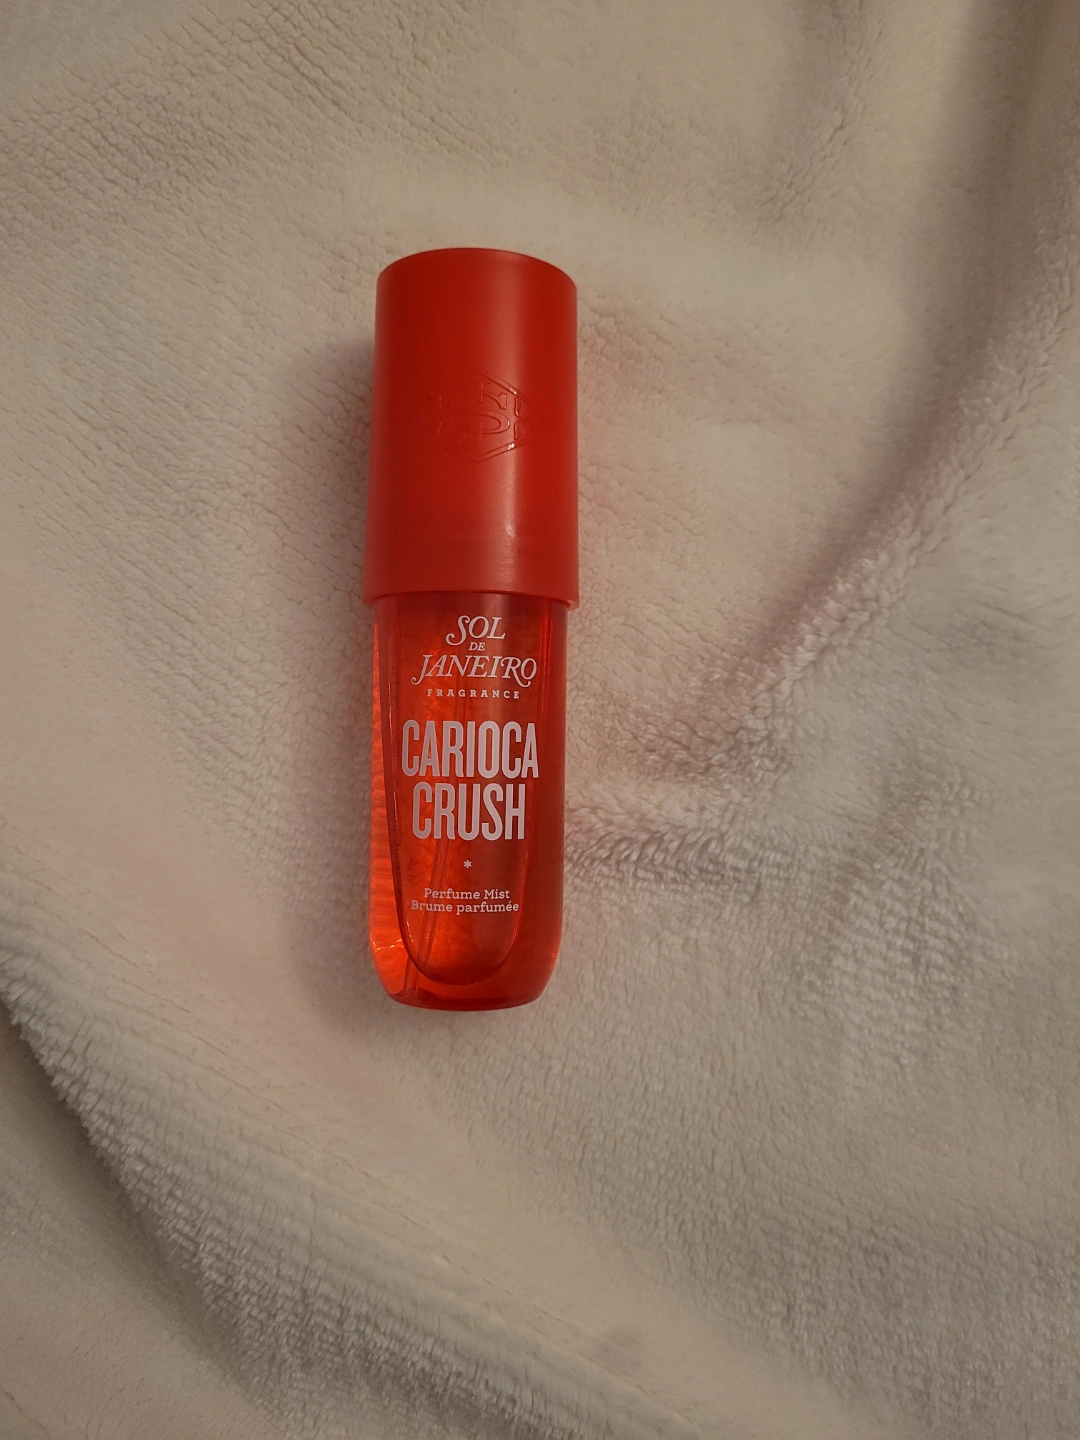 SOL
DE
JANEIRO
FRAGRANCE
CARIOCA
CRUSH
*
Perfume Mist
Brume parfumée